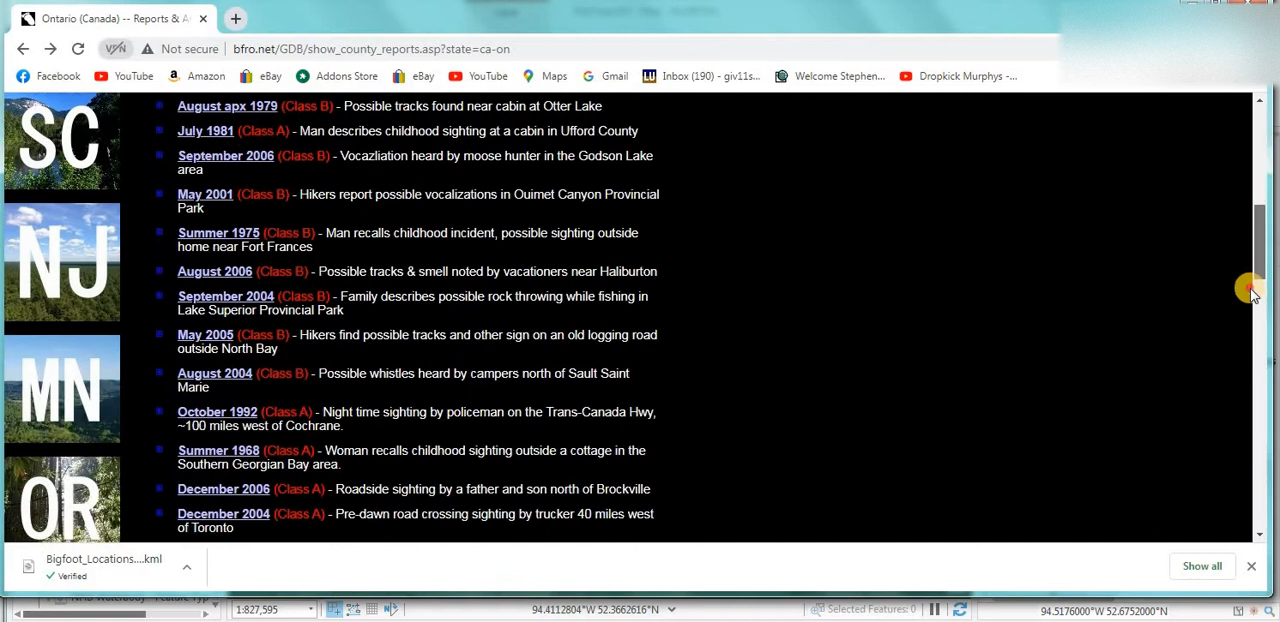 Ontario (Canada) -- Reports & A
Not secure
bfro.net/GDB/show_county_reports.asp?state=ca-on
Facebook YouTube Amazon eBay Addons Store eBay YouTube Maps Gmail Inbox (190) - giv11s... Welcome Stephen... Dropkick Murphys -...
SC
NJ
MN
OR
August apx 1979 (Class B) - Possible tracks found near cabin at Otter Lake
July 1981 (Class A) - Man describes childhood sighting at a cabin in Ufford County
September 2006 (Class B) - Vocazliation heard by moose hunter in the Godson Lake
area
May 2001 (Class B) - Hikers report possible vocalizations in Ouimet Canyon Provincial
Park
Summer 1975 (Class B) - Man recalls childhood incident, possible sighting outside
home near Fort Frances
August 2006 (Class B) - Possible tracks & smell noted by vacationers near Haliburton
September 2004 (Class B) - Family describes possible rock throwing while fishing in
Lake Superior Provincial Park
May 2005 (Class B) - Hikers find possible tracks and other sign on an old logging road
outside North Bay
August 2004 (Class B) - Possible whistles heard by campers north of Sault Saint
Marie
October 1992 (Class A) - Night time sighting by policeman on the Trans-Canada Hwy,
~100 miles west of Cochrane.
Summer 1968 (Class A) - Woman recalls childhood sighting outside a cottage in the
Southern Georgian Bay area.
December 2006 (Class A) - Roadside sighting by a father and son north of Brockville
December 2004 (Class A) - Pre-dawn road crossing sighting by trucker 40 miles west
of Toronto
Bigfoot_Locations....kml
Verified
Show all
1:827,595
94.4112804°W 52.3662616°N
Selected Features: 0
94.5176000°W 52.6752000°N